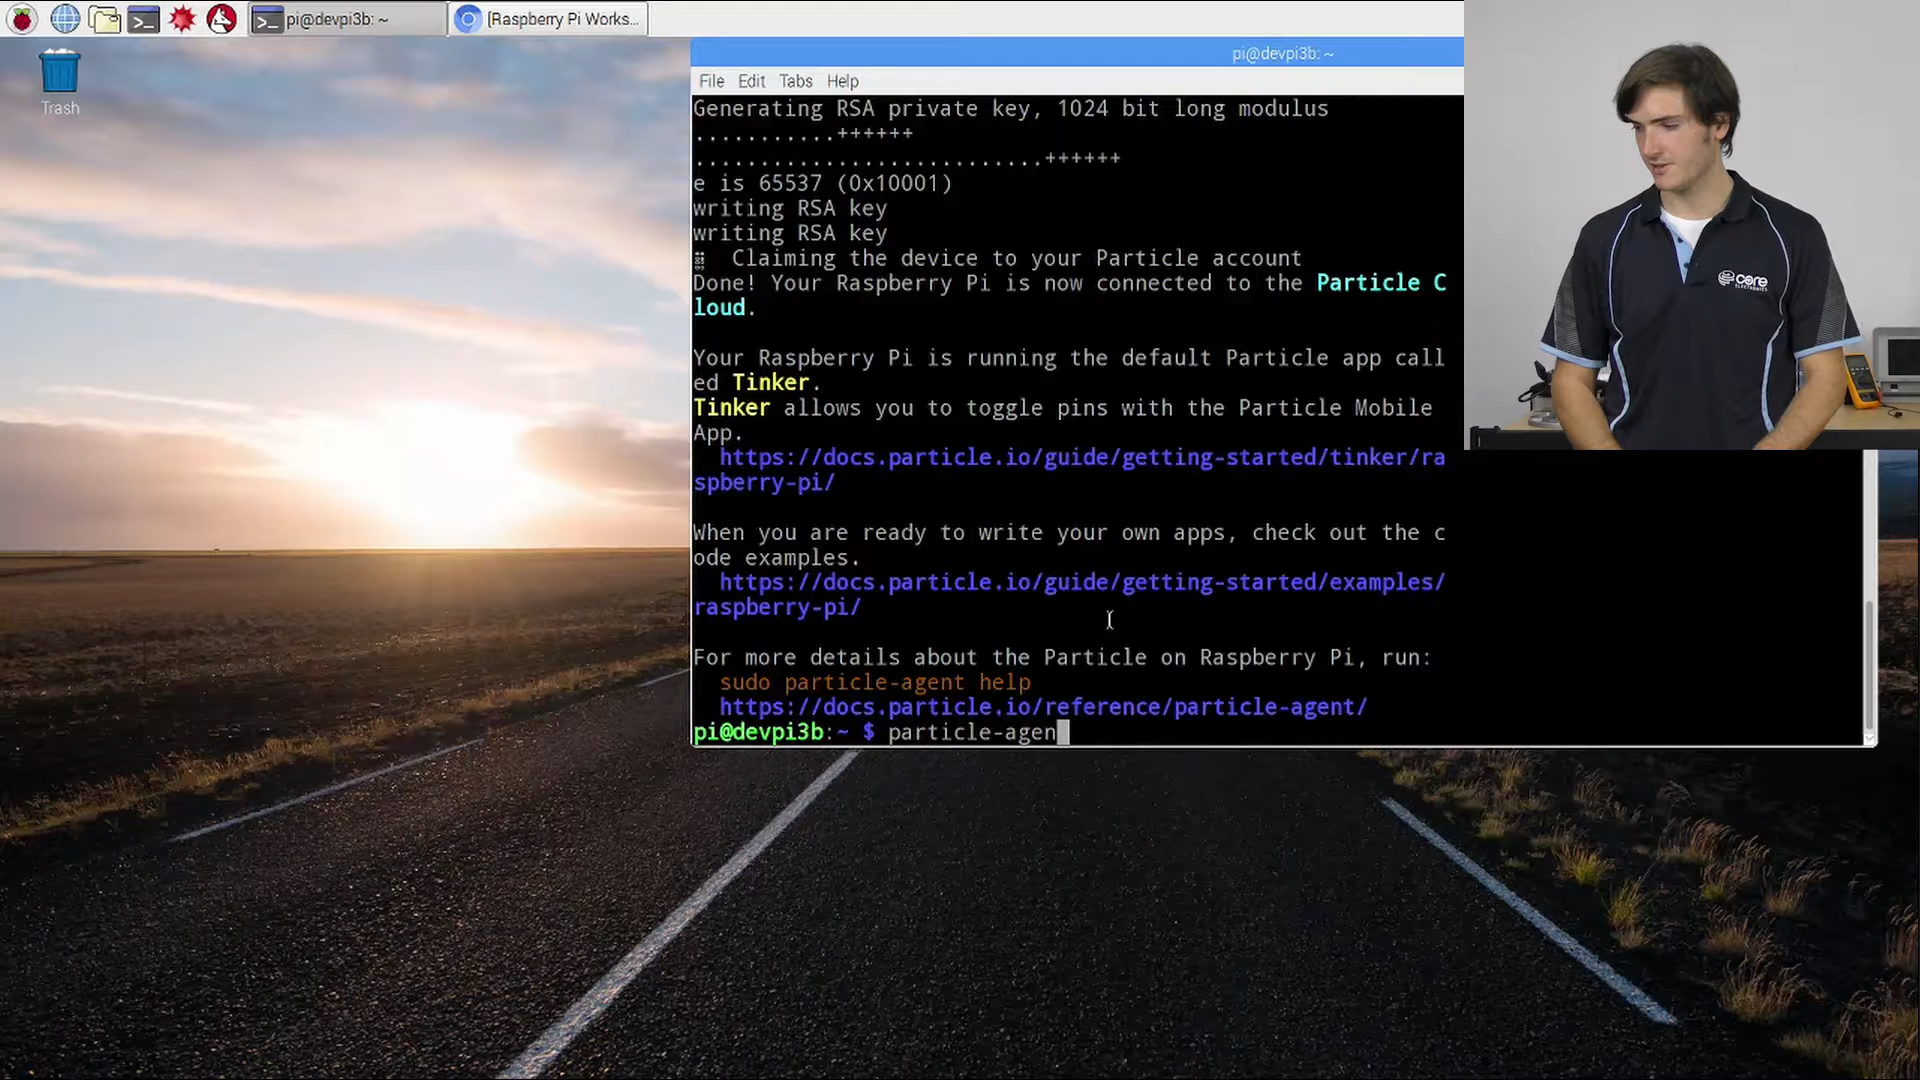 pi@devpi3b: ~
[Raspberry Pi Works...
Trash
pi@devpi3b: ~
File Edit Tabs Help
Generating RSA private key, 1024 bit long modulus
...........++++++
...........................++++++
e is 65537 (0x10001)
writing RSA key
writing RSA key
Claiming the device to your Particle account
Done! Your Raspberry Pi is now connected to the Particle C
loud.
Your Raspberry Pi is running the default Particle app call
ed Tinker.
Tinker allows you to toggle pins with the Particle Mobile
App.
https://docs.particle.io/guide/getting-started/tinker/ra
spberry-pi/
When you are ready to write your own apps, check out the c
ode examples.
https://docs.particle.io/guide/getting-started/examples/
raspberry-pi/
For more details about the Particle on Raspberry Pi, run:
sudo particle-agent help
https://docs.particle.io/reference/particle-agent/
pi@devpi3b:~ $ particle-agen
core
ELECTRONICS